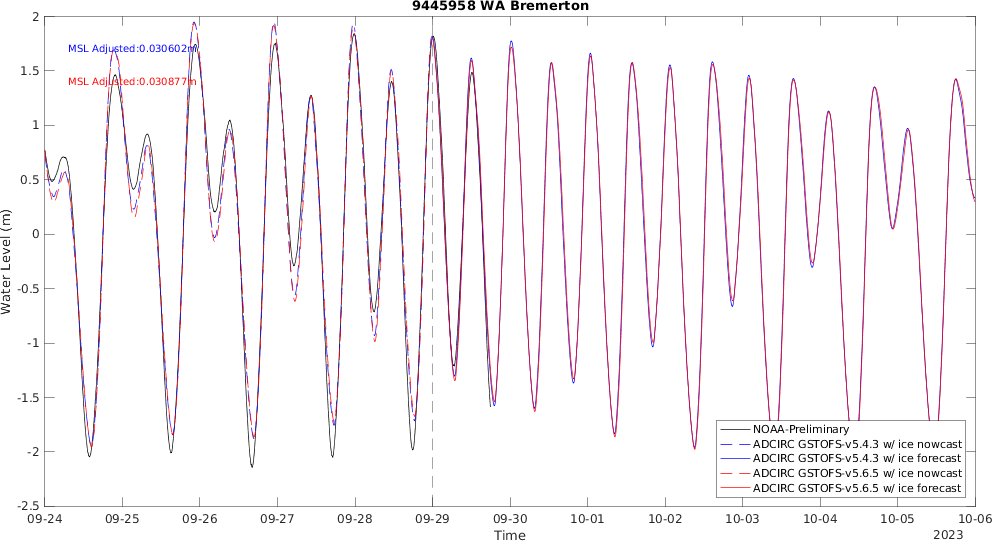 9445958 WA Bremerton
MSL Adjusted:0.030602m
MSL Adjusted:0.030877m
2
1.5
1
0.5
0
-0.5
-1
-1.5
-2
-2.5
Water Level (m)
NOAA-Preliminary
ADCIRC GSTOFS-v5.4.3 w/ ice nowcast
ADCIRC GSTOFS-v5.4.3 w/ ice forecast
ADCIRC GSTOFS-v5.6.5 w/ ice nowcast
ADCIRC GSTOFS-v5.6.5 w/ ice forecast
09-24 09-25 09-26 09-27 09-28 09-29 09-30 10-01 10-02 10-03 10-04 10-05 10-06
Time
2023